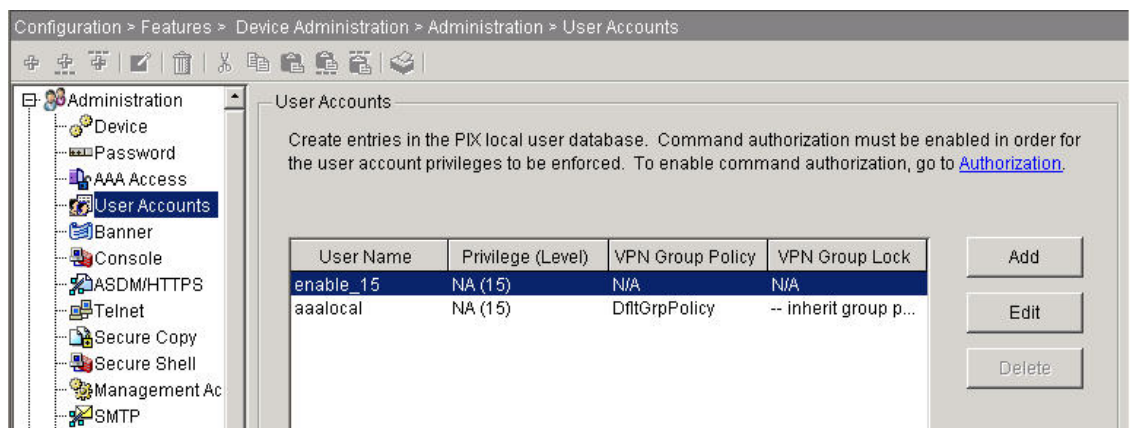 Configuration > Features > Device Administration > Administration > User Accounts
Administration
Device
Password
AAA Access
User Accounts
Banner
Console
ASDM/HTTPS
Telnet
Secure Copy
Secure Shell
Management Ac
SMTP
User Accounts
Create entries in the PIX local user database. Command authorization must be enabled in order for
the user account privileges to be enforced. To enable command authorization, go to Authorization.
User Name Privilege (Level) VPN Group Policy VPN Group Lock
enable_15 NA (15) N/A N/A
aaalocal NA (15) DfltGrpPolicy -- inherit group p...
Add
Edit
Delete